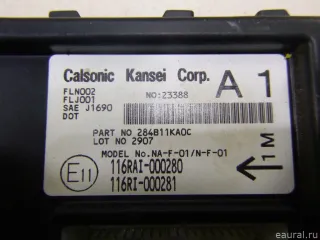 Calsonic Kansei Corp. A 1
FLN002 NO:23388
FLJ001
SAE J1690
DOT
PART NO 284B11KA0C
LOT NO 2907
MODEL No.NA-F-01/N-F-01
E11 116RAI-000280
116RI-000281
1M
eaural.ru